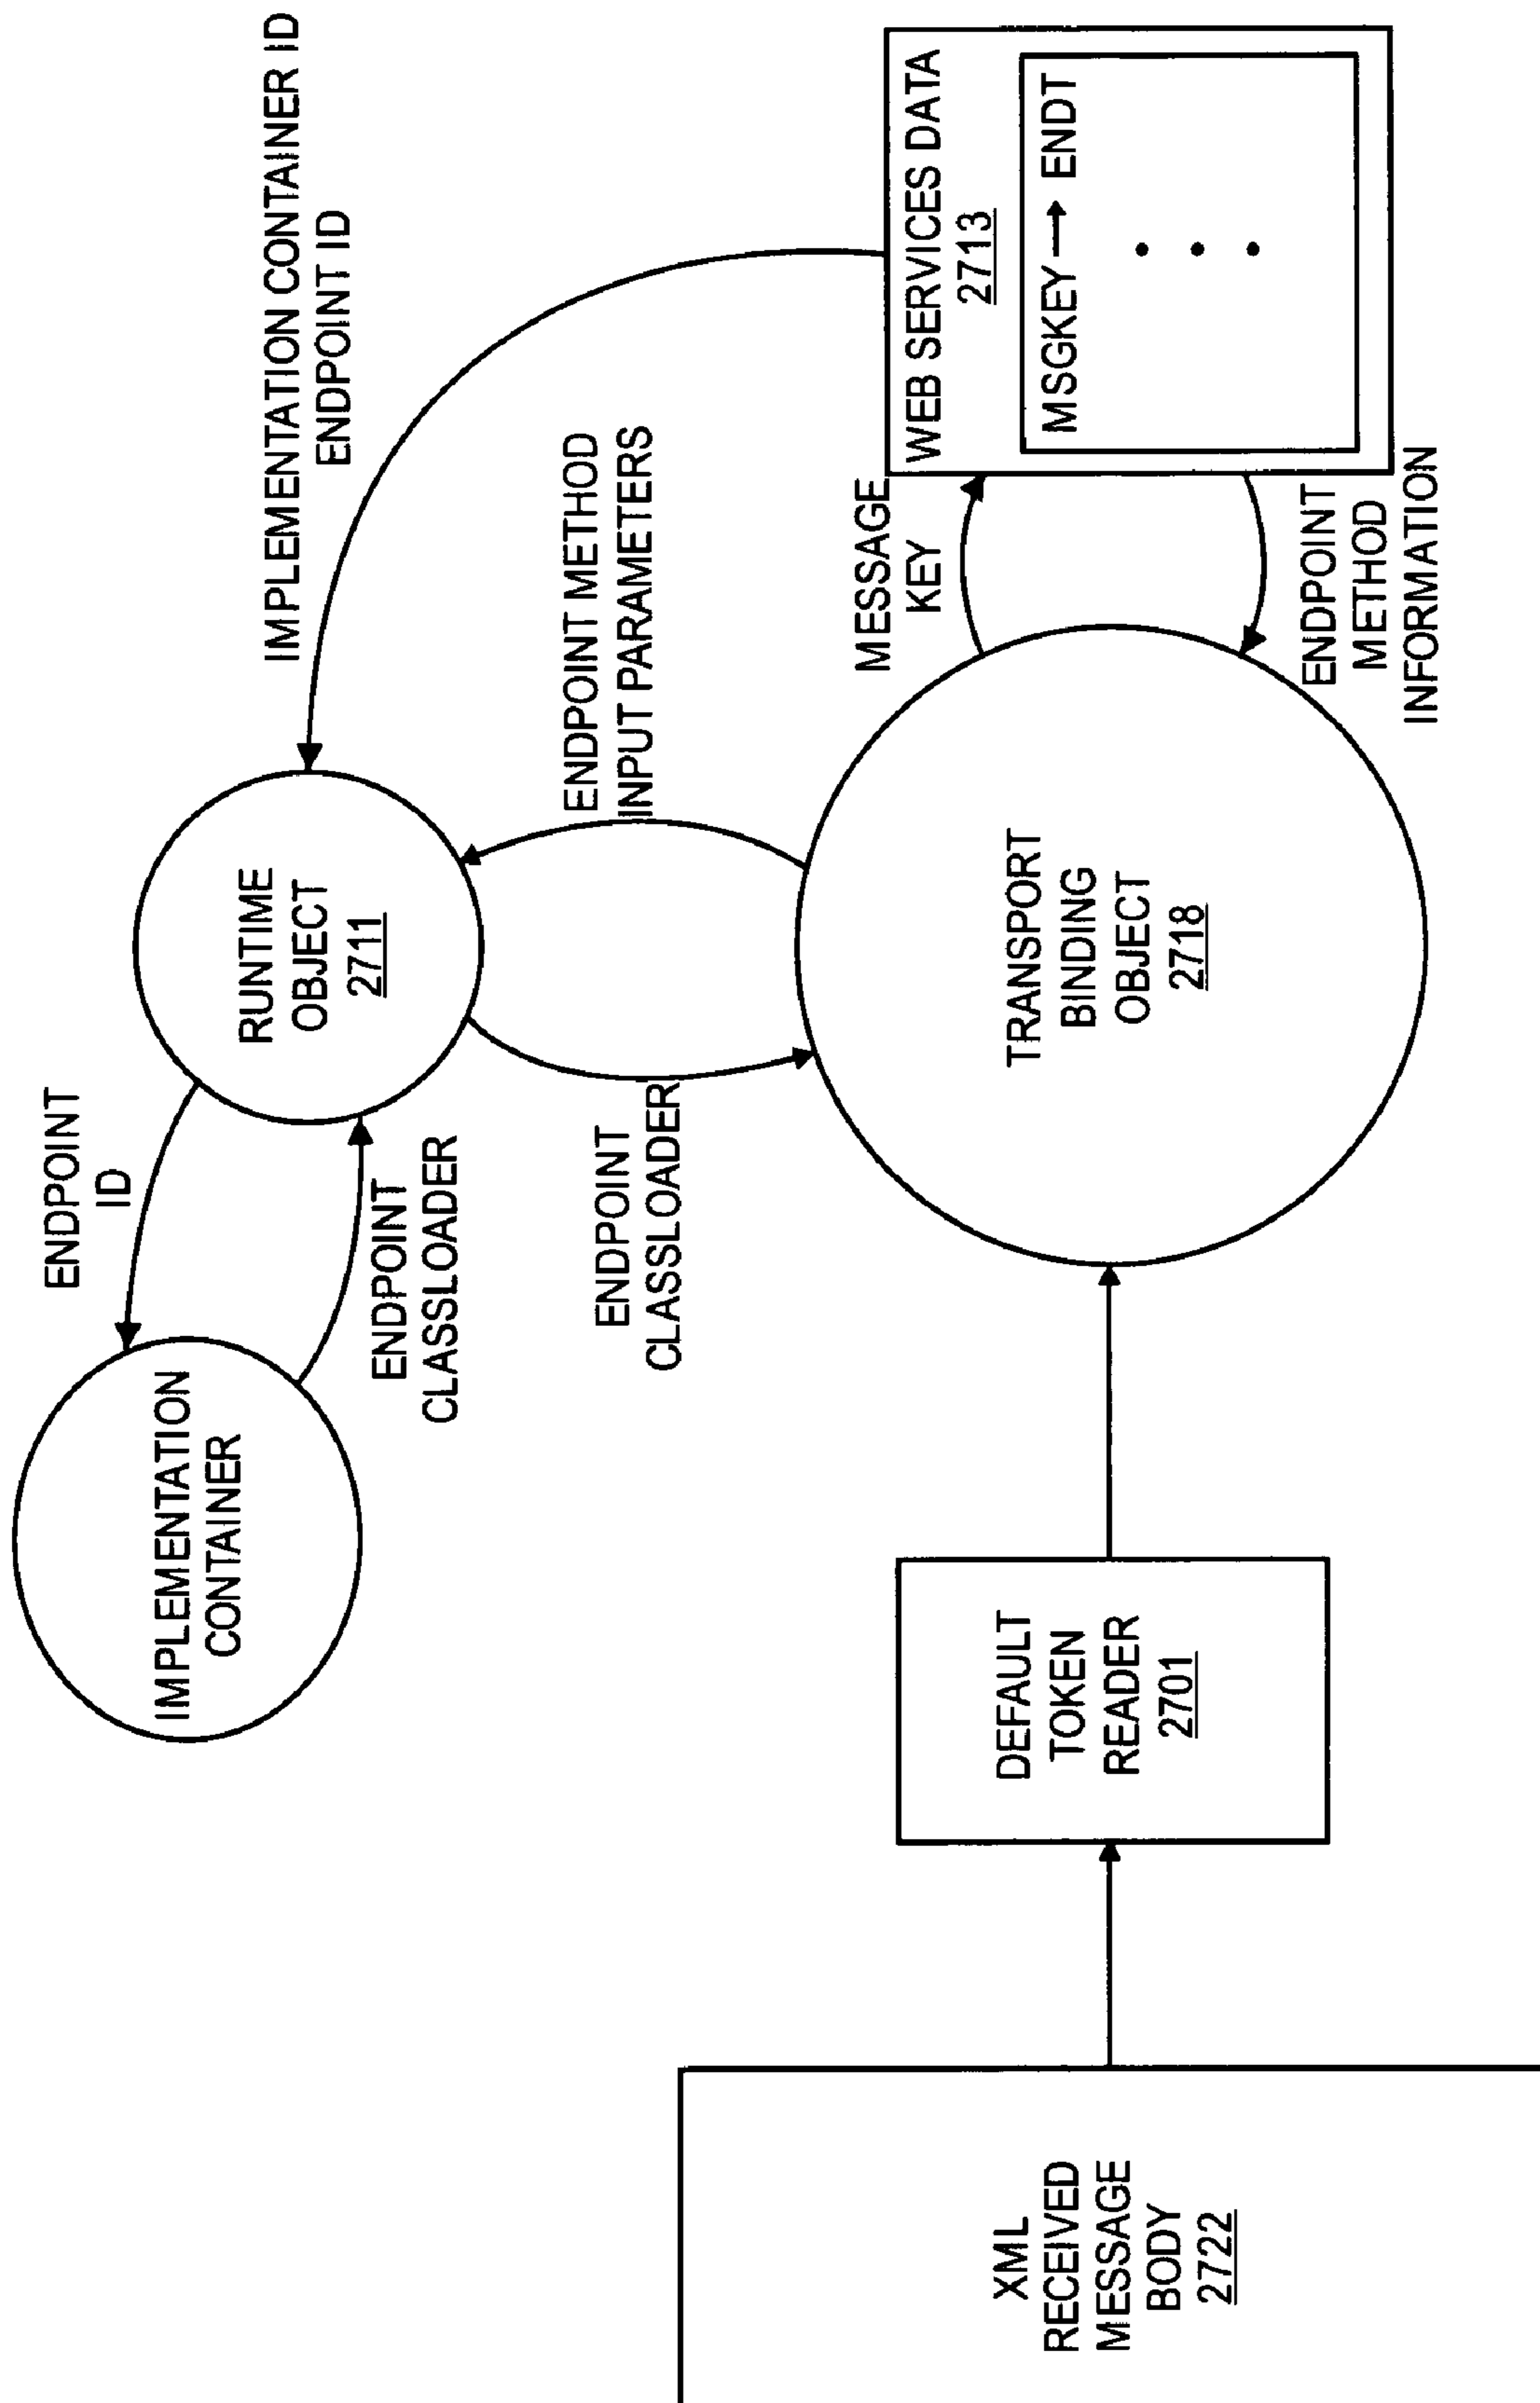 IMPLEMENTATION
CONTAINER
ENDPOINT
ID
ENDPOINT
CLASSLOADER
RUNTIME
OBJECT
2711
IMPLEMENTATION CONTAINER ID
ENDPOINT ID
ENDPOINT
CLASSLOADER
ENDPOINT METHOD
INPUT PARAMETERS
XML
RECEIVED
MESSAGE
BODY
2722
DEFAULT
TOKEN
READER
2701
TRANSPORT
BINDING
OBJECT
2718
MESSAGE
KEY
ENDPOINT
METHOD
INFORMATION
WEB SERVICES DATA
2713
MSGKEY → ENDT
• • •